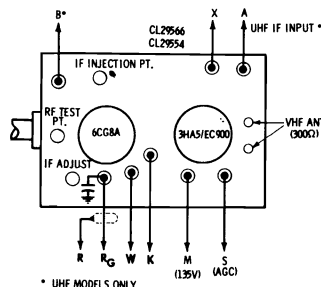 B*
CL29566
CL29554
X
A
UHF IF INPUT *
IF INJECTION PT.
*
RF TEST
PT.
6CG8A
3HA5/EC900
VHF ANT
(300Ω)
IF ADJUST
R
RG
W
K
M
(135V)
S
(AGC)
* UHF MODELS ONLY